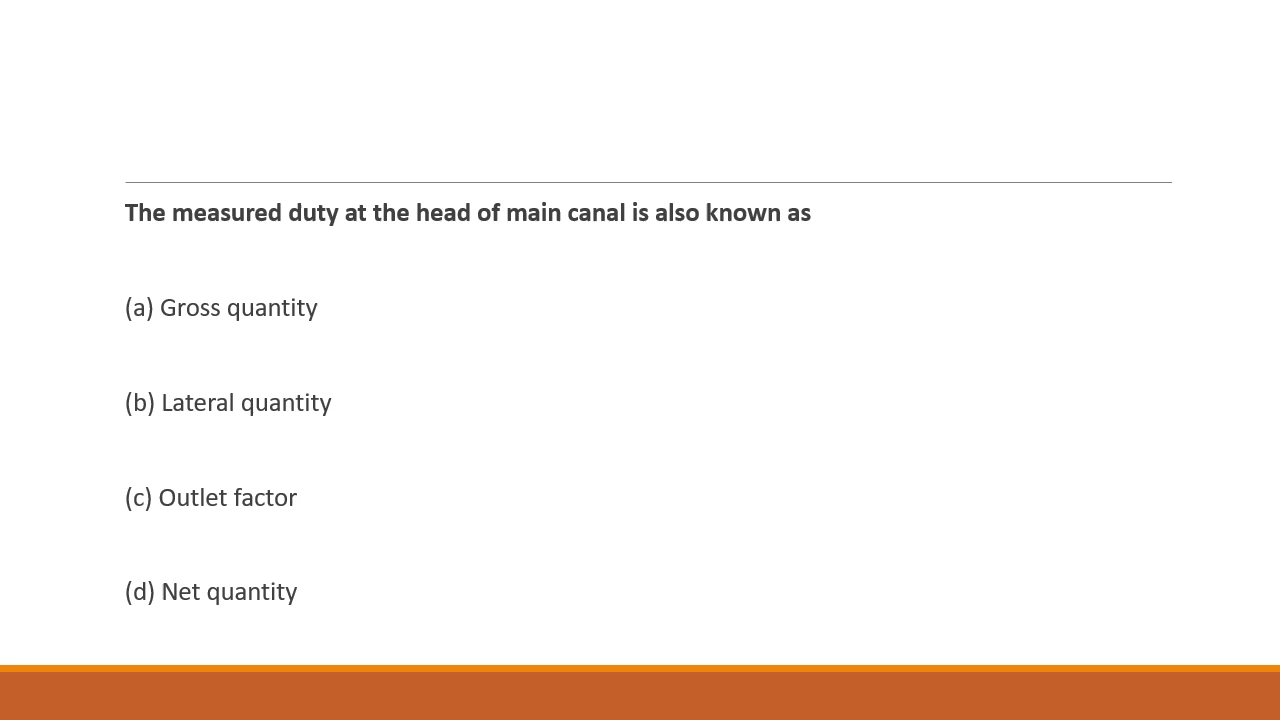 The measured duty at the head of main canal is also known as
(a) Gross quantity
(b) Lateral quantity
(c) Outlet factor
(d) Net quantity